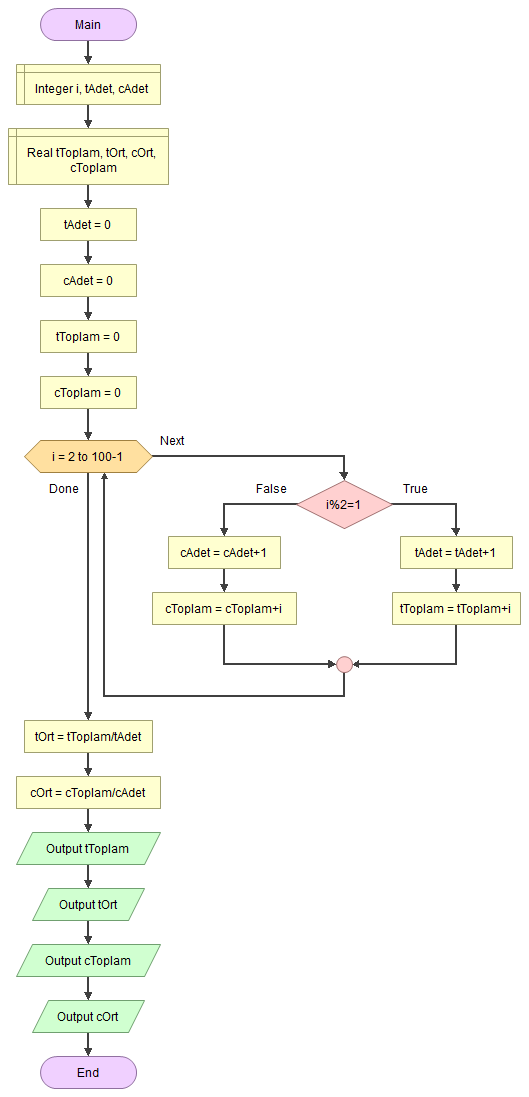 Main
Integer i, tAdet, cAdet
Real tToplam, tOrt, cOrt,
cToplam
tAdet = 0
cAdet = 0
tToplam = 0
cToplam = 0
i = 2 to 100-1
Next
Done
i%2=1
False
True
cAdet = cAdet+1
cToplam = cToplam+i
tAdet = tAdet+1
tToplam = tToplam+i
tOrt = tToplam/tAdet
cOrt = cToplam/cAdet
Output tToplam
Output tOrt
Output cToplam
Output cOrt
End